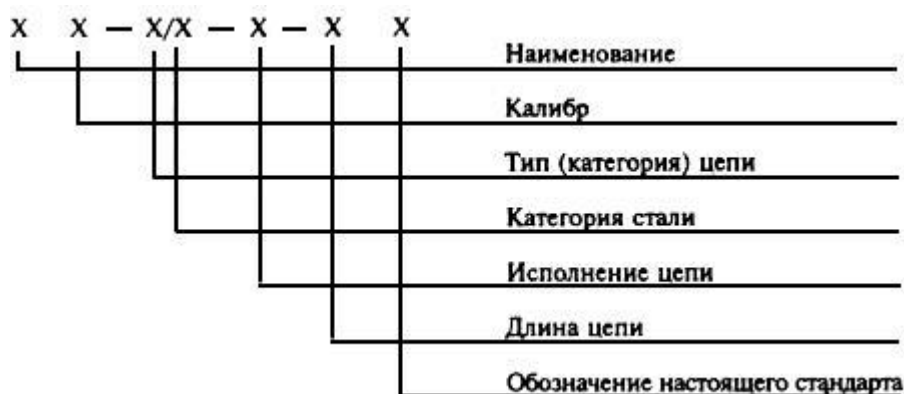 X X — X/X — X — X X
Наименование
Калибр
Тип (категория) цепи
Категория стали
Исполнение цепи
Длина цепи
Обозначение настоящего стандарта